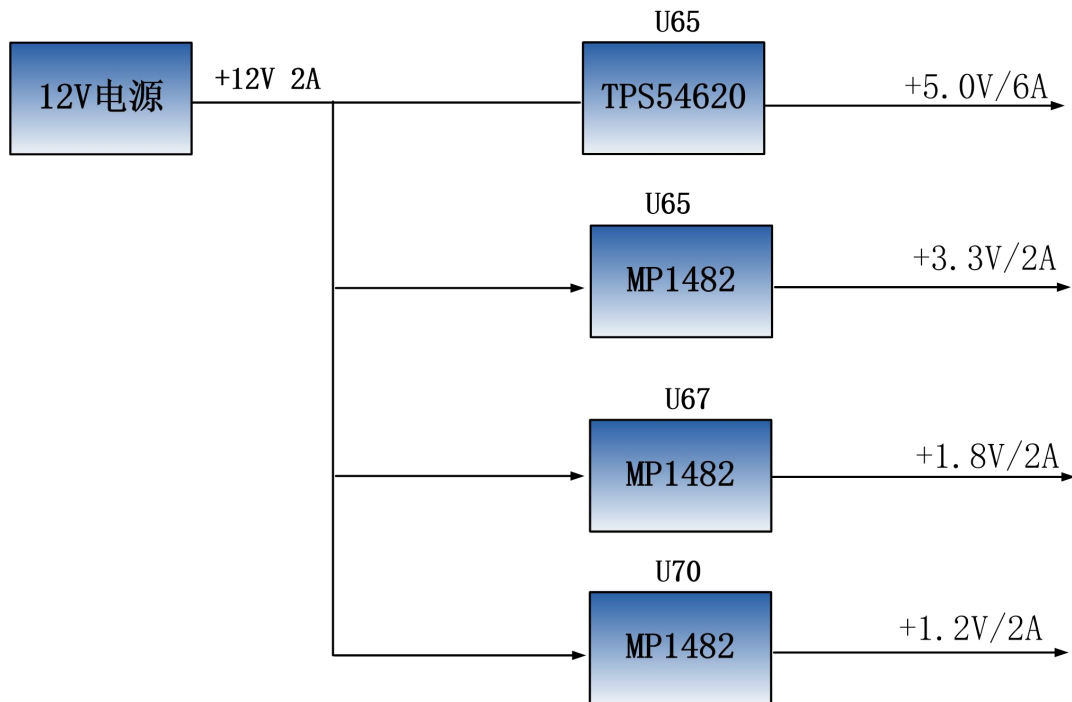 U65
12V电源
+12V 2A
TPS54620
+5.0V/6A
U65
MP1482
+3.3V/2A
U67
MP1482
+1.8V/2A
U70
MP1482
+1.2V/2A